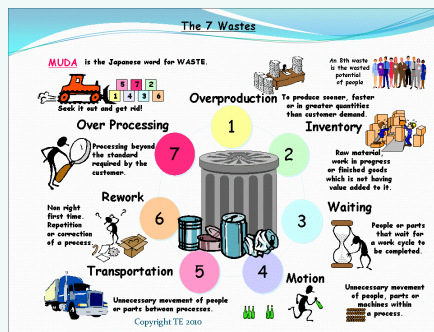 The 7 Wastes
MUDA is the Japanese word for WASTE.
5 7 2
1 4 3 6
Seek it out and get rid!
An 8th waste
is the wasted
potential
of people
Overproduction
To produce sooner, faster
or in greater quantities
than customer demand.
1
Inventory
Raw material,
work in progress
or finished goods
which is not having
value added to it.
2
Waiting
People or parts
that wait for
a work cycle to
be completed.
3
Motion
Unnecessary movement
of people, parts or
machines within
a process.
4
Transportation
Unnecessary movement of people
or parts between processes.
5
Rework
Non right
first time.
Repetition
or correction
of a process.
6
Over Processing
Processing beyond
the standard
required by the
customer.
7
Copyright TE 2010